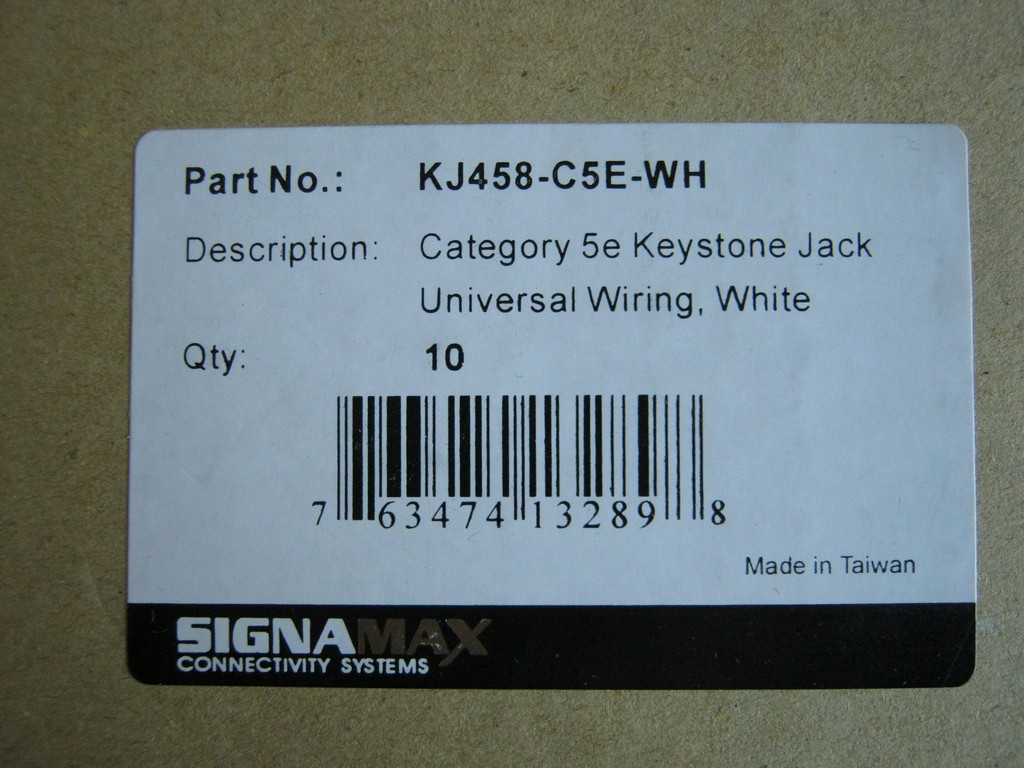 Part No.: KJ458-C5E-WH
Description: Category 5e Keystone Jack
Universal Wiring, White
Qty: 10
7 63474 13289 8
Made in Taiwan
SIGNAMAX
CONNECTIVITY SYSTEMS